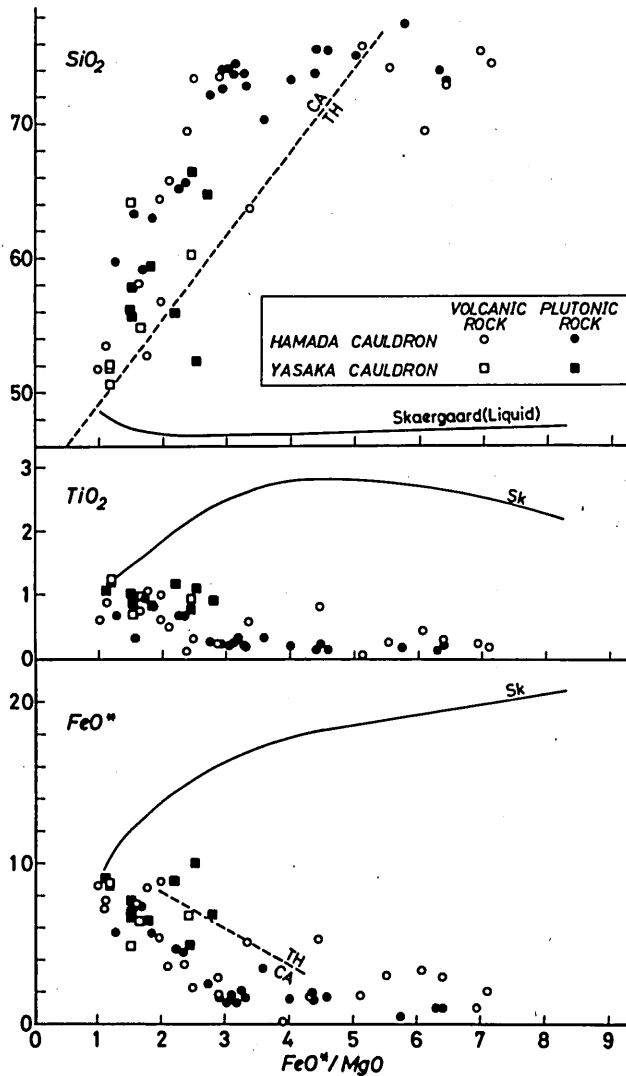 SiO₂
70
60
50
CA
TH
VOLCANIC ROCK
PLUTONIC ROCK
HAMADA CAULDRON
YASAKA CAULDRON
Skaergaard(Liquid)
3
TiO₂
2
1
0
Sk
20
FeO*
10
0
Sk
TH
CA
0 1 2 3 4 5 6 7 8 9
FeO*/MgO